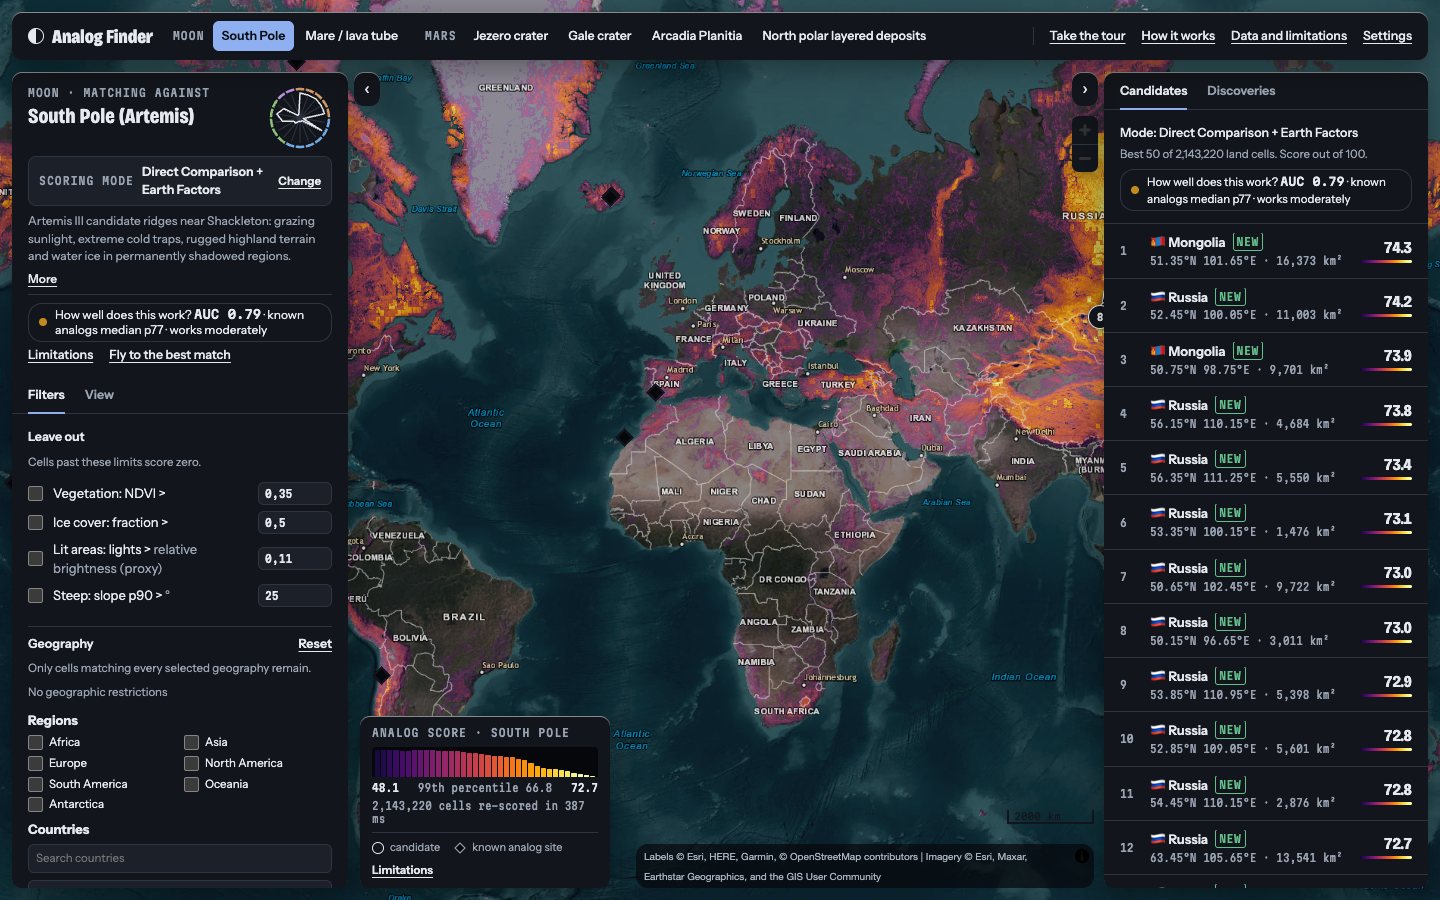 Analog Finder
MOON
South Pole
Mare / lava tube
MARS
Jezero crater
Gale crater
Arcadia Planitia
North polar layered deposits
Take the tour
How it works
Data and limitations
Settings
MOON · MATCHING AGAINST
South Pole (Artemis)
SCORING MODE
Direct Comparison +
Earth Factors
Change
Artemis III candidate ridges near Shackleton: grazing
sunlight, extreme cold traps, rugged highland terrain
and water ice in permanently shadowed regions.
More
How well does this work? AUC 0.79 · known
analogs median p77 · works moderately
Limitations
Fly to the best match
Filters
View
Leave out
Cells past these limits score zero.
Vegetation: NDVI >
0,35
Ice cover: fraction >
0,5
Lit areas: lights > relative
brightness (proxy)
0,11
Steep: slope p90 > °
25
Geography
Reset
Only cells matching every selected geography remain.
No geographic restrictions
Regions
Africa
Asia
Europe
North America
South America
Oceania
Antarctica
Countries
Search countries
Greenland Sea
GREENLAND
Norwegian Sea
Davis Strait
SWEDEN
FINLAND
NORWAY
Stockholm
RUSSIA
Moscow
UNITED
KINGDOM
London
POLAND
GERMANY
Warsaw
Paris
UKRAINE
KAZAKHSTAN
FRANCE
Milan
ITALY
New York
Madrid
SPAIN
Istanbul
GREECE
TURKEY
Atlantic
Ocean
Baghdad
IRAN
Cairo
New Delhi
ALGERIA
LIBYA
EGYPT
SAUDI ARABIA
Dubai
INDIA
Mumbai
MALI
NIGER
CHAD
SUDAN
Arabian Sea
NIGERIA
VENEZUELA
Accra
ETHIOPIA
DR CONGO
TANZANIA
BRAZIL
ANGOLA
ZAMBIA
BOLIVIA
NAMIBIA
Sao Paulo
Johannesburg
Indian Ocean
SOUTH AFRICA
Atlantic
Ocean
8
ANALOG SCORE · SOUTH POLE
48.1
99th percentile 66.8
72.7
2,143,220 cells re-scored in 387
ms
candidate
known analog site
Limitations
2000 km
Labels © Esri, HERE, Garmin, © OpenStreetMap contributors | Imagery © Esri, Maxar,
Earthstar Geographics, and the GIS User Community
Candidates
Discoveries
Mode: Direct Comparison + Earth Factors
Best 50 of 2,143,220 land cells. Score out of 100.
How well does this work? AUC 0.79 · known
analogs median p77 · works moderately
1
Mongolia NEW
74.3
51.35°N 101.65°E · 16,373 km²
2
Russia NEW
74.2
52.45°N 100.05°E · 11,003 km²
3
Mongolia NEW
73.9
50.75°N 98.75°E · 9,701 km²
4
Russia NEW
73.8
56.15°N 110.15°E · 4,684 km²
5
Russia NEW
73.4
56.35°N 111.25°E · 5,550 km²
6
Russia NEW
73.1
53.35°N 100.15°E · 1,476 km²
7
Russia NEW
73.0
50.65°N 102.45°E · 9,722 km²
8
Russia NEW
73.0
50.15°N 96.65°E · 3,011 km²
9
Russia NEW
72.9
53.85°N 110.95°E · 5,398 km²
10
Russia NEW
72.8
52.85°N 109.05°E · 5,601 km²
11
Russia NEW
72.8
54.45°N 110.15°E · 2,876 km²
12
Russia NEW
72.7
63.45°N 105.65°E · 13,541 km²